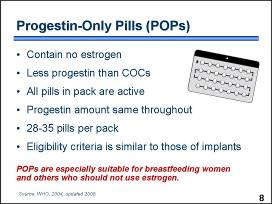 Progestin-Only Pills (POPs)
• Contain no estrogen
• Less progestin than COCs
• All pills in pack are active
• Progestin amount same throughout
• 28-35 pills per pack
• Eligibility criteria is similar to those of implants
POPs are especially suitable for breastfeeding women
and others who should not use estrogen.
Source: WHO, 2004, updated 2008.
8